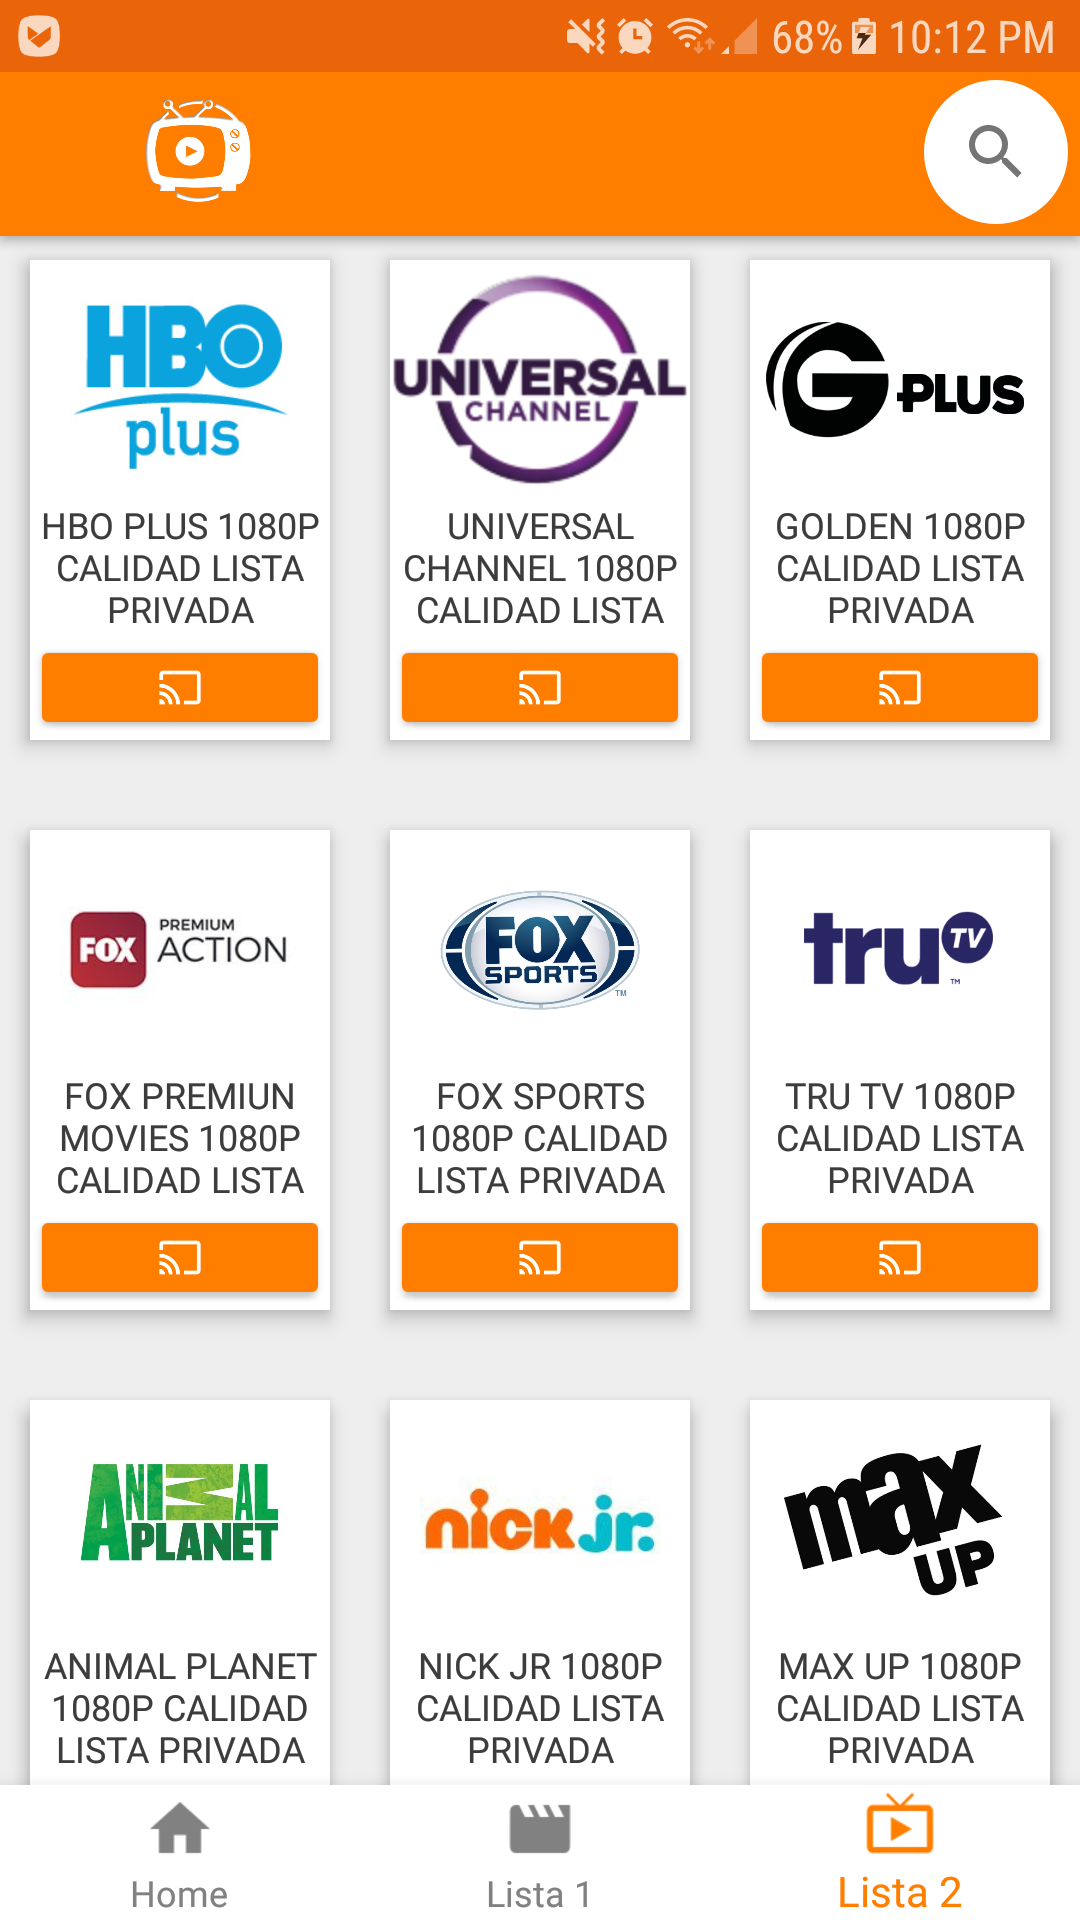 68% 10:12 PM
HBO
plus
HBO PLUS 1080P
CALIDAD LISTA
PRIVADA
UNIVERSAL
CHANNEL
UNIVERSAL
CHANNEL 1080P
CALIDAD LISTA
G PLUS
GOLDEN 1080P
CALIDAD LISTA
PRIVADA
FOX PREMIUM
ACTION
FOX PREMIUN
MOVIES 1080P
CALIDAD LISTA
FOX
SPORTS
TM
FOX SPORTS
1080P CALIDAD
LISTA PRIVADA
truTV
TM
TRU TV 1080P
CALIDAD LISTA
PRIVADA
ANIMAL
PLANET
ANIMAL PLANET
1080P CALIDAD
LISTA PRIVADA
nick jr.
NICK JR 1080P
CALIDAD LISTA
PRIVADA
max
UP
MAX UP 1080P
CALIDAD LISTA
PRIVADA
Home
Lista 1
Lista 2